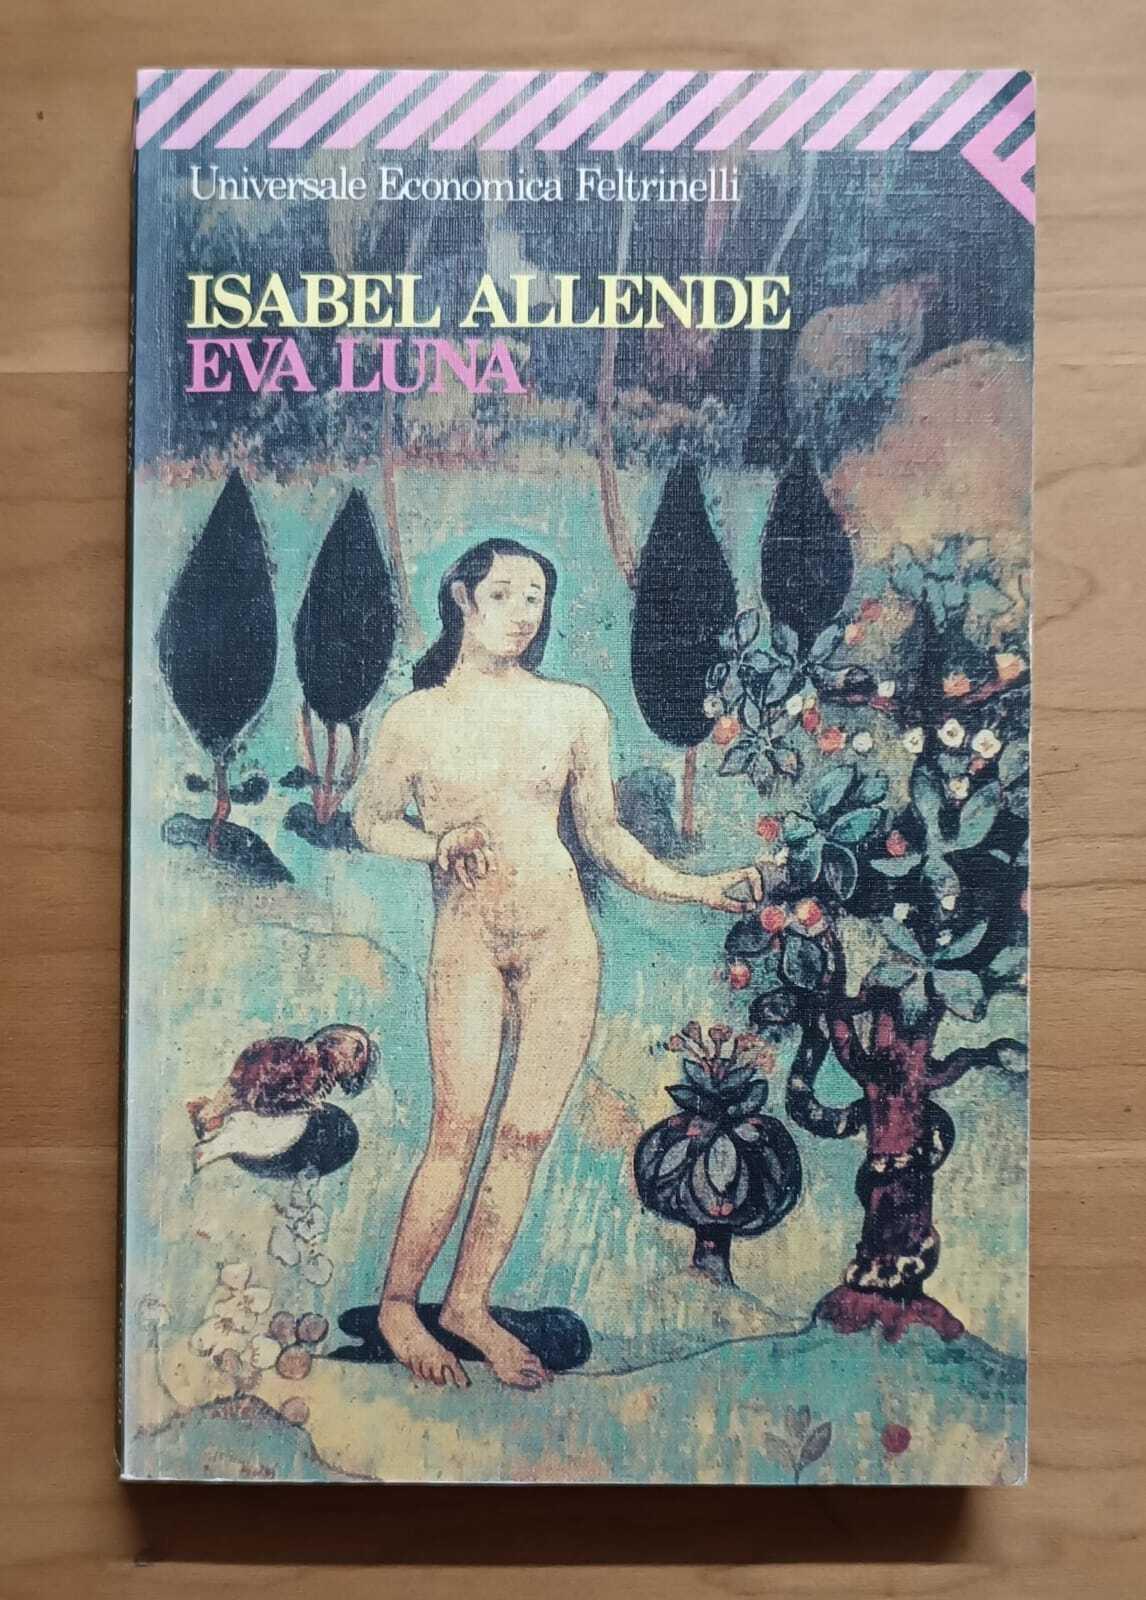 Universale Economica Feltrinelli
ISABEL ALLENDE
EVA LUNA